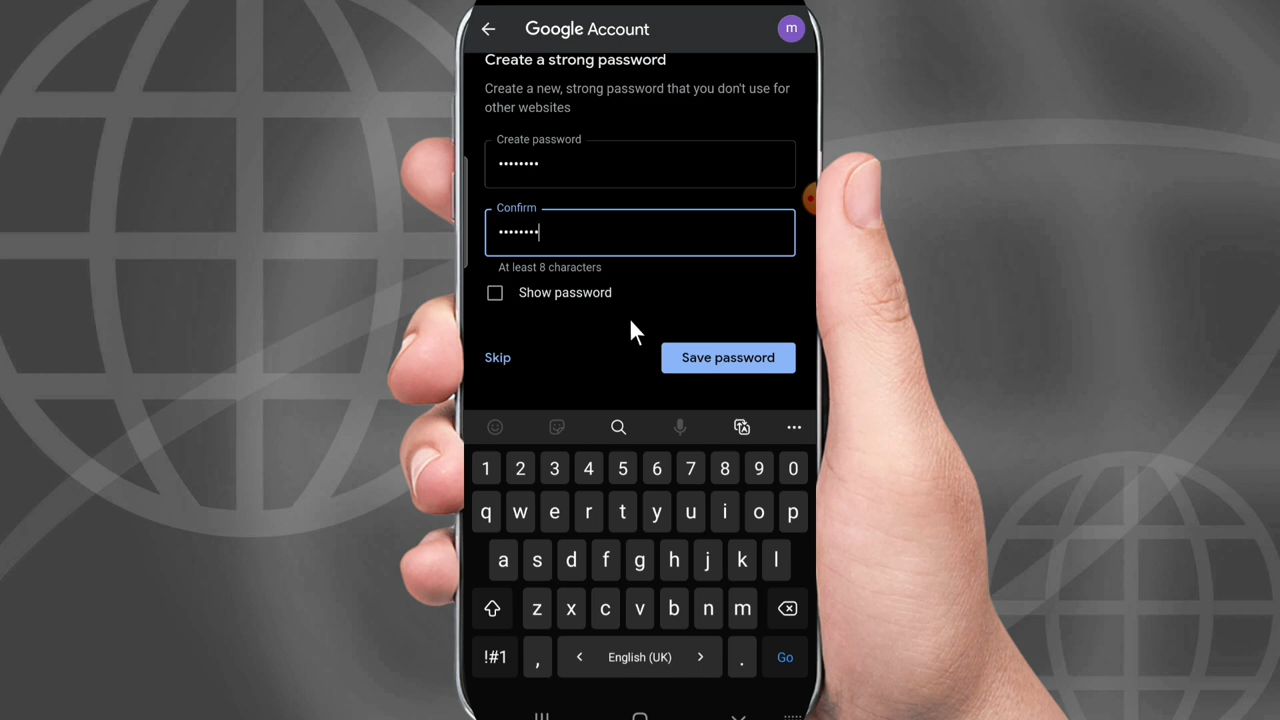 Google Account
m
Create a strong password
Create a new, strong password that you don't use for
other websites
Create password
••••••••
Confirm
••••••••
At least 8 characters
Show password
Skip
Save password
1 2 3 4 5 6 7 8 9 0
q w e r t y u i o p
a s d f g h j k l
z x c v b n m
!#1 , < English (UK) > . Go